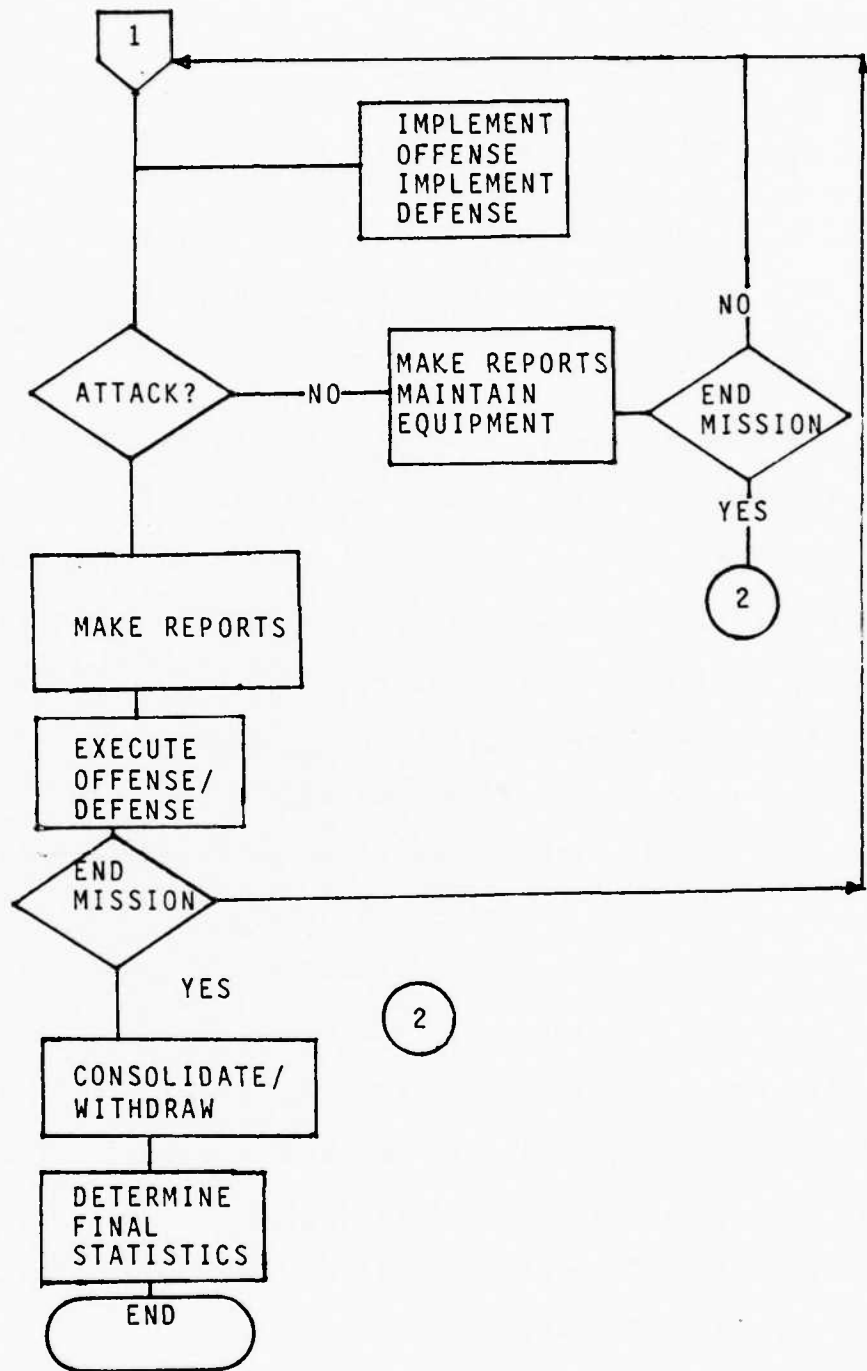 1
IMPLEMENT
OFFENSE
IMPLEMENT
DEFENSE
ATTACK?
NO
MAKE REPORTS
MAINTAIN
EQUIPMENT
NO
END
MISSION
YES
2
MAKE REPORTS
EXECUTE
OFFENSE/
DEFENSE
END
MISSION
YES
2
CONSOLIDATE/
WITHDRAW
DETERMINE
FINAL
STATISTICS
END